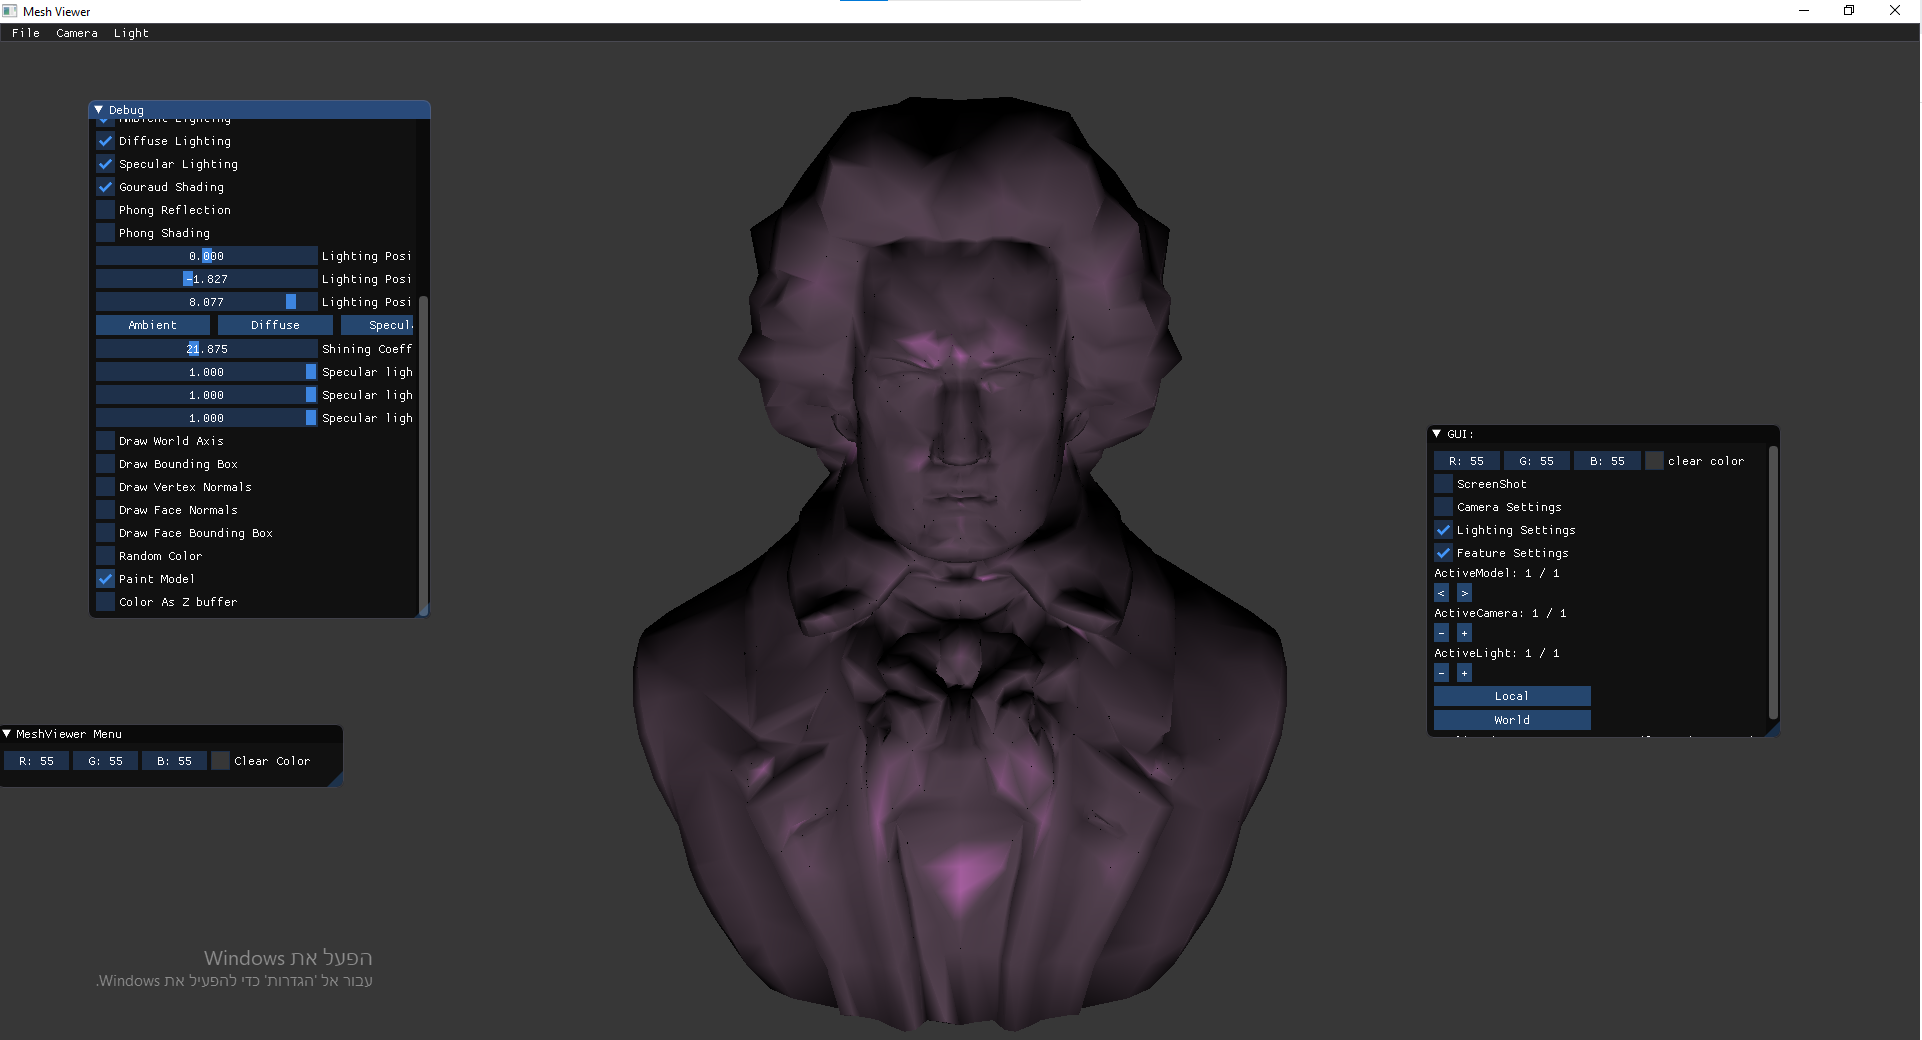 Mesh Viewer
File Camera Light
Debug
Ambient Lighting
Diffuse Lighting
Specular Lighting
Gouraud Shading
Phong Reflection
Phong Shading
0.000 Lighting Posi
-1.827 Lighting Posi
8.077 Lighting Posi
Ambient Diffuse Specul
21.875 Shining Coeff
1.000 Specular ligh
1.000 Specular ligh
1.000 Specular ligh
Draw World Axis
Draw Bounding Box
Draw Vertex Normals
Draw Face Normals
Draw Face Bounding Box
Random Color
Paint Model
Color As Z buffer
MeshViewer Menu
R: 55 G: 55 B: 55 Clear Color
GUI:
R: 55 G: 55 B: 55 clear color
ScreenShot
Camera Settings
Lighting Settings
Feature Settings
ActiveModel: 1 / 1
< >
ActiveCamera: 1 / 1
- +
ActiveLight: 1 / 1
- +
Local
World
הפעל את Windows
עבור אל 'הגדרות' כדי להפעיל את Windows.